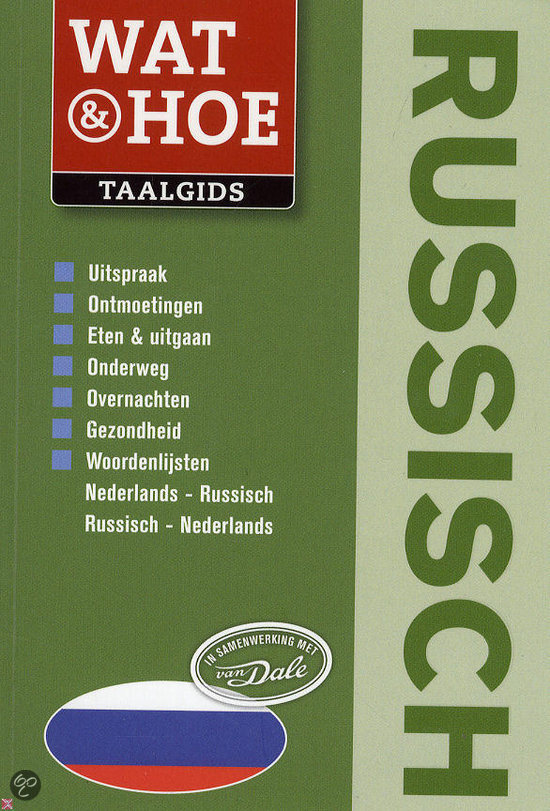 WAT
& HOE
TAALGIDS
RUSSISCH
Uitspraak
Ontmoetingen
Eten & uitgaan
Onderweg
Overnachten
Gezondheid
Woordenlijsten
Nederlands - Russisch
Russisch - Nederlands
IN SAMENWERKING MET
van Dale
go